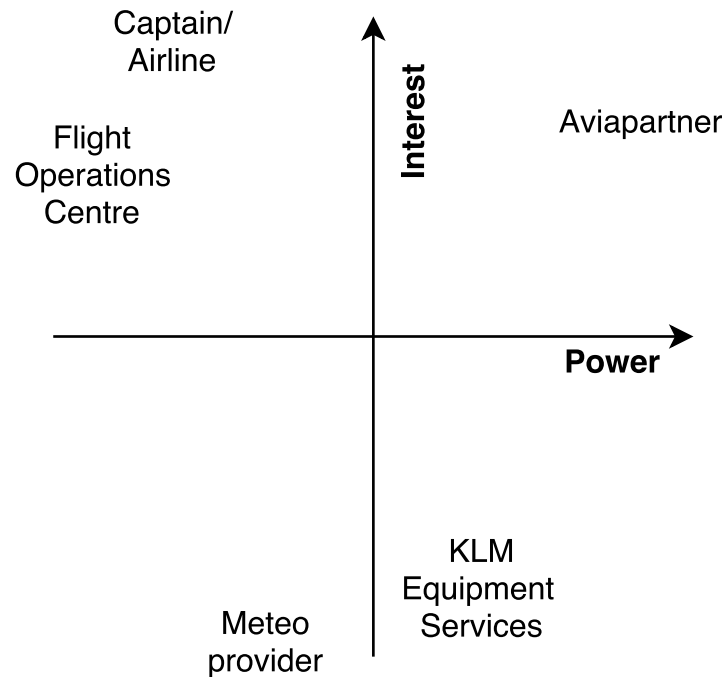 Captain/
Airline
Interest
Aviapartner
Flight
Operations
Centre
Power
KLM
Equipment
Services
Meteo
provider